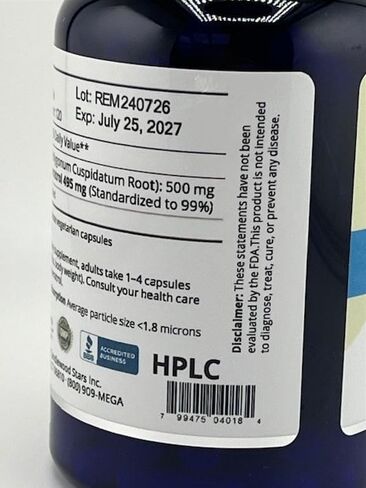 Lot: REM240726
Exp: July 25, 2027
120
Daily Value**
Cuspidatum Root): 500 mg
495 mg (Standardized to 99%)
vegetarian capsules
adults take 1–4 capsules
weight). Consult your health care
Average particle size <1.8 microns
BBB
ACCREDITED
BUSINESS
HPLC
Stars Inc.
(800) 909-MEGA
7 99475 04018 4
Disclaimer: These statements have not been
evaluated by the FDA.This product is not intended
to diagnose, treat, cure, or prevent any disease.